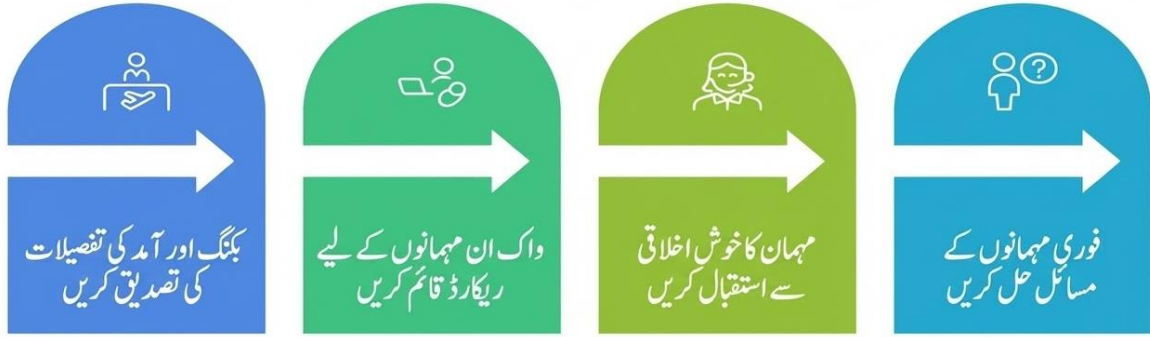 بکنگ اور آمد کی تفصیلات
کی تصدیق کریں
واک ان مہمانوں کے لیے
ریکارڈ قائم کریں
مہمان کا خوش اخلاقی
سے استقبال کریں
فوری مہمانوں کے
مسائل حل کریں